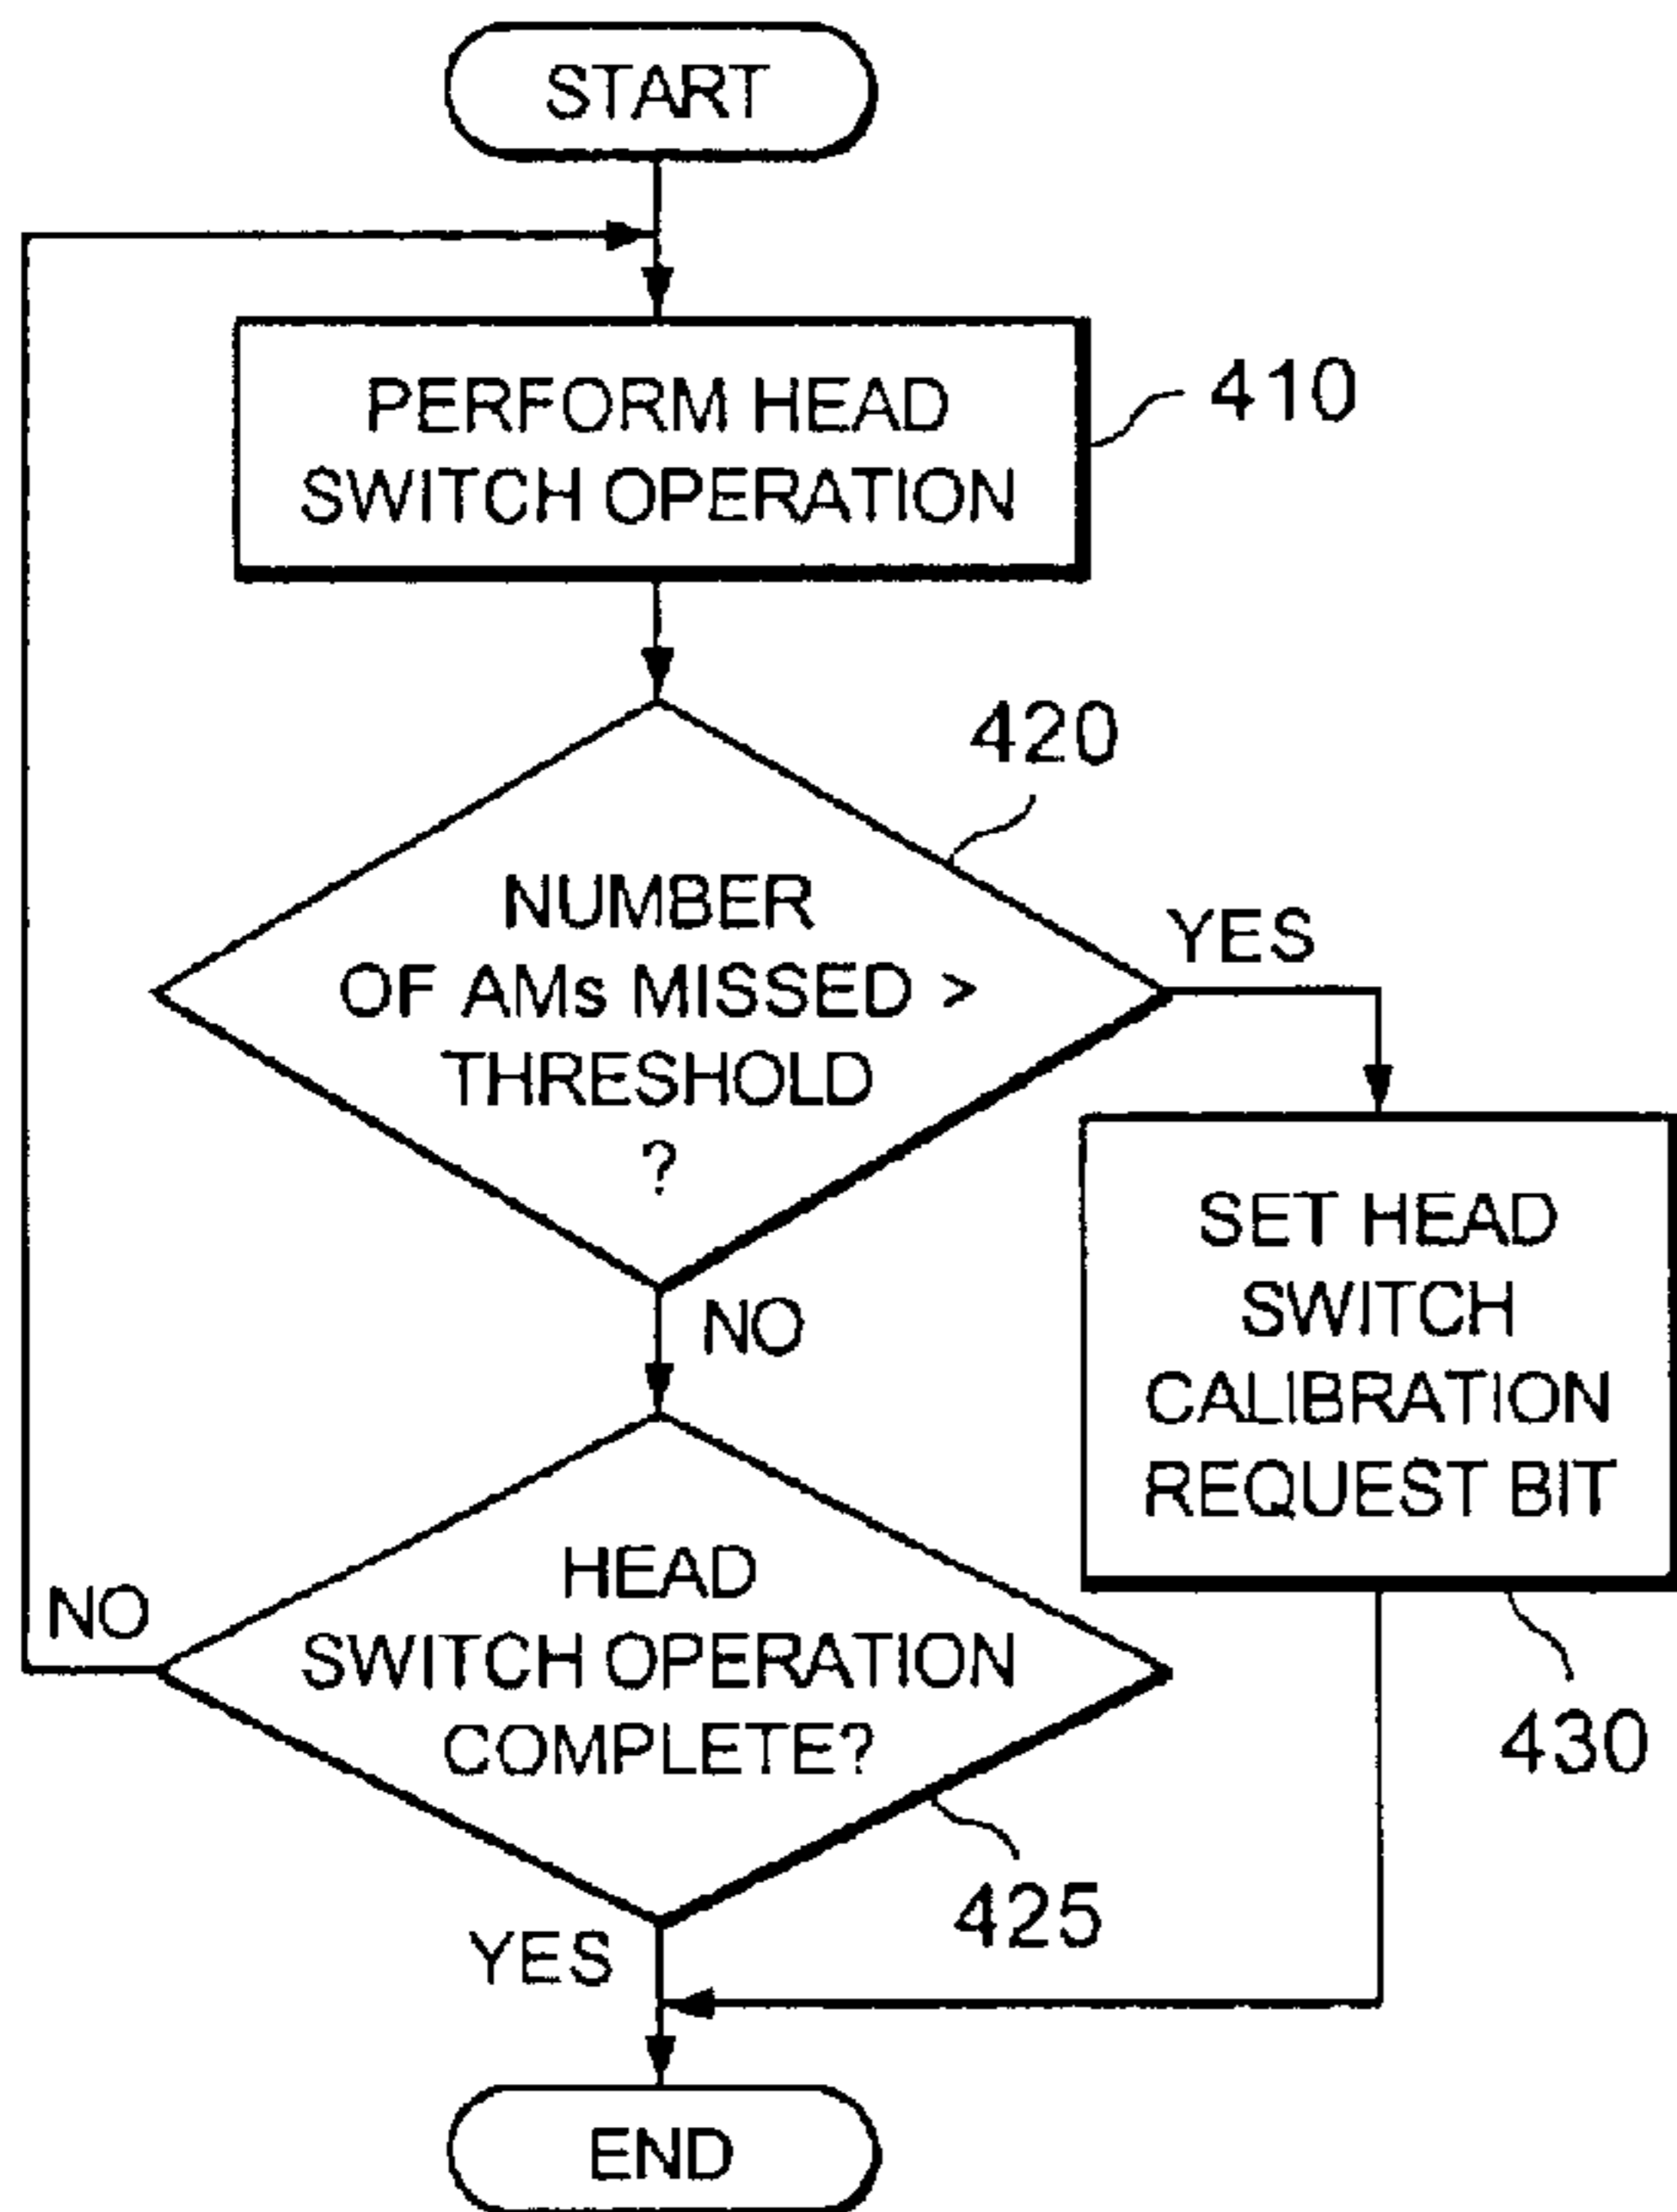 START
PERFORM HEAD
SWITCH OPERATION
410
420
NUMBER
OF AMs MISSED >
THRESHOLD
?
YES
NO
SET HEAD
SWITCH
CALIBRATION
REQUEST BIT
430
HEAD
SWITCH OPERATION
COMPLETE?
NO
425
YES
END